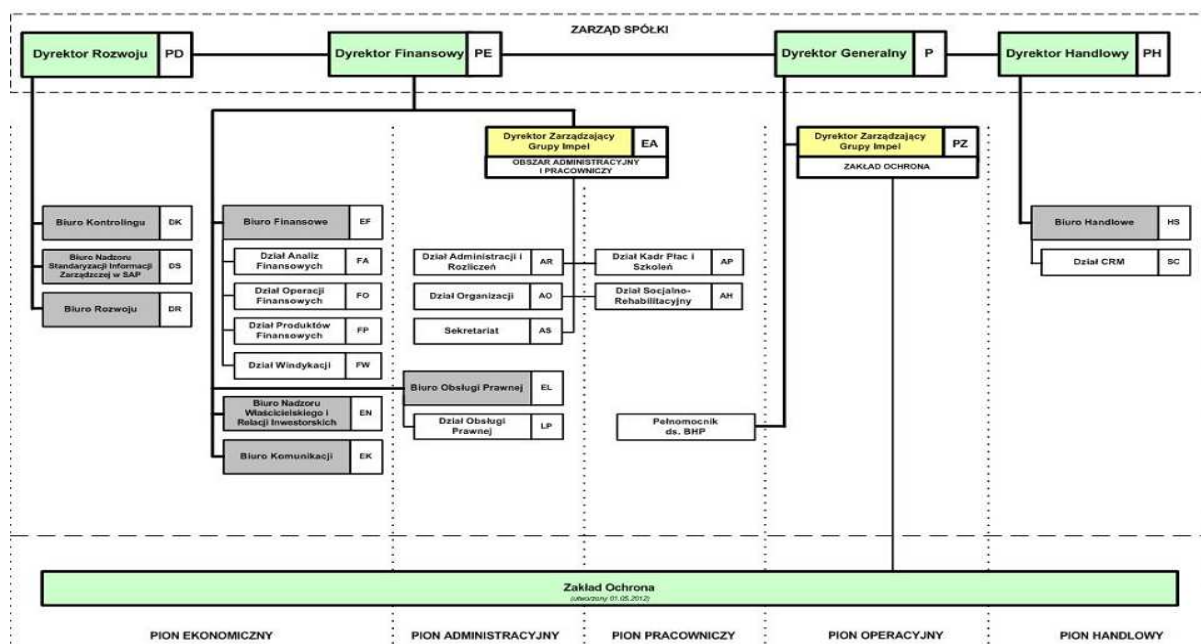 ZARZĄD SPÓŁKI
Dyrektor Rozwoju PD
Dyrektor Finansowy PE
Dyrektor Generalny P
Dyrektor Handlowy PH
Dyrektor Zarządzający
Grupy Impel
EA
OBSZAR ADMINISTRACYJNY
I PRACOWNICZY
Dyrektor Zarządzający
Grupy Impel
PZ
ZAKŁAD OCHRONA
Biuro Kontrolingu DK
Biuro Nadzoru
Standaryzacji Informacji
Zarządczej w SAP
DS
Biuro Rozwoju DR
Biuro Finansowe EF
Dział Analiz
Finansowych
FA
Dział Operacji
Finansowych
FO
Dział Produktów
Finansowych
FP
Dział Windykacji FW
Biuro Nadzoru
Właścicielskiego i
Relacji Inwestorskich
EN
Biuro Komunikacji EK
Dział Administracji i
Rozliczeń
AR
Dział Organizacji AO
Sekretariat AS
Biuro Obsługi Prawnej EL
Dział Obsługi
Prawnej
LP
Dział Kadr Płac i
Szkoleń
AP
Dział Socjalno-
Rehabilitacyjny
AH
Pełnomocnik
ds. BHP
Biuro Handlowe HS
Dział CRM SC
Zakład Ochrona
(utworzony 01.05.2012)
PION EKONOMICZNY
PION ADMINISTRACYJNY
PION PRACOWNICZY
PION OPERACYJNY
PION HANDLOWY